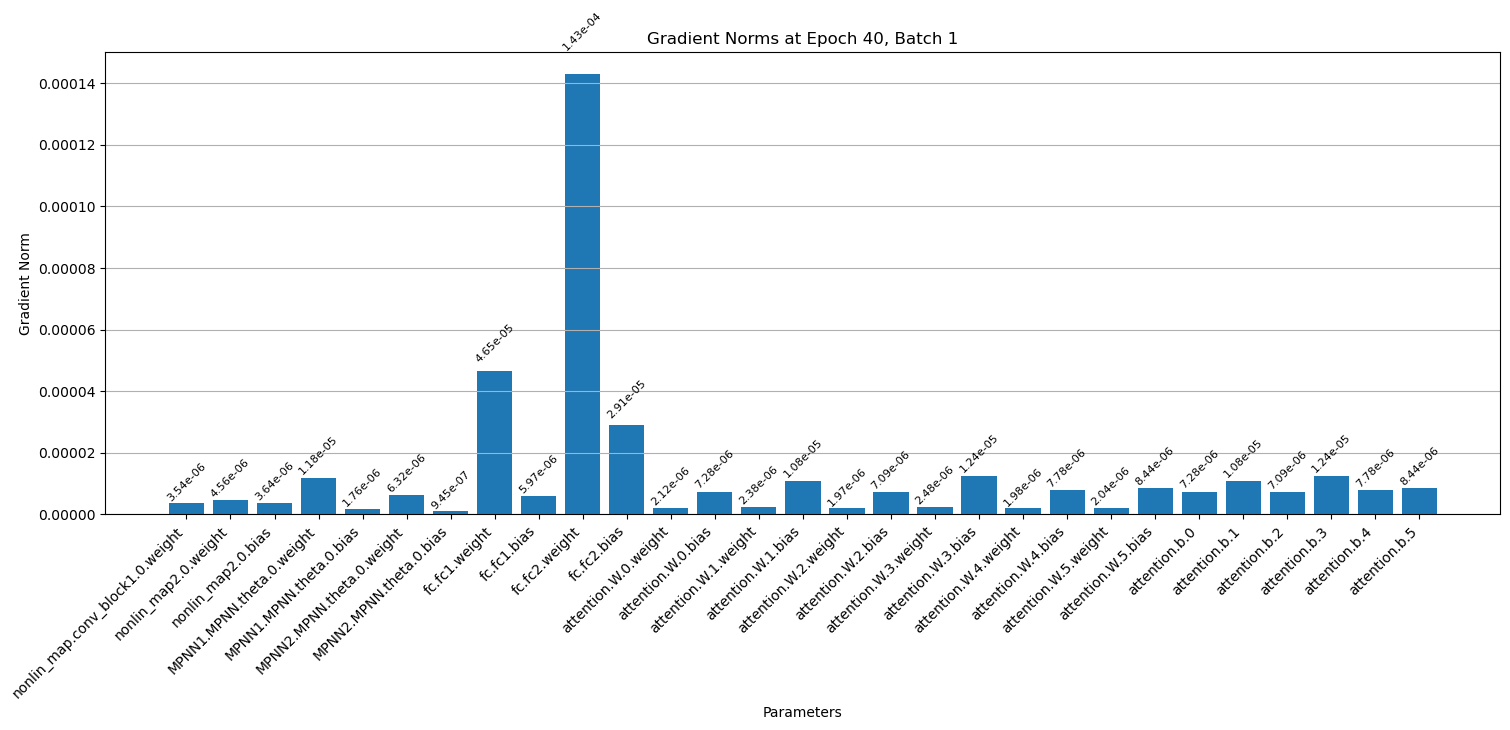 Gradient Norms at Epoch 40, Batch 1
Gradient Norm
0.00014
0.00012
0.00010
0.00008
0.00006
0.00004
0.00002
0.00000
3.54e-06
4.56e-06
3.64e-06
1.18e-05
1.76e-06
6.32e-06
9.45e-07
4.65e-05
5.97e-06
1.43e-04
2.91e-05
2.12e-06
7.28e-06
2.38e-06
1.08e-05
1.97e-06
7.09e-06
2.48e-06
1.24e-05
1.98e-06
7.78e-06
2.04e-06
8.44e-06
7.28e-06
1.08e-05
7.09e-06
1.24e-05
7.78e-06
8.44e-06
nonlin_map.conv_block1.0.weight
nonlin_map2.0.weight
nonlin_map2.0.bias
MPNN1.MPNN.theta.0.weight
MPNN1.MPNN.theta.0.bias
MPNN2.MPNN.theta.0.weight
MPNN2.MPNN.theta.0.bias
fc.fc1.weight
fc.fc1.bias
fc.fc2.weight
fc.fc2.bias
attention.W.0.weight
attention.W.0.bias
attention.W.1.weight
attention.W.1.bias
attention.W.2.weight
attention.W.2.bias
attention.W.3.weight
attention.W.3.bias
attention.W.4.weight
attention.W.4.bias
attention.W.5.weight
attention.W.5.bias
attention.b.0
attention.b.1
attention.b.2
attention.b.3
attention.b.4
attention.b.5
Parameters